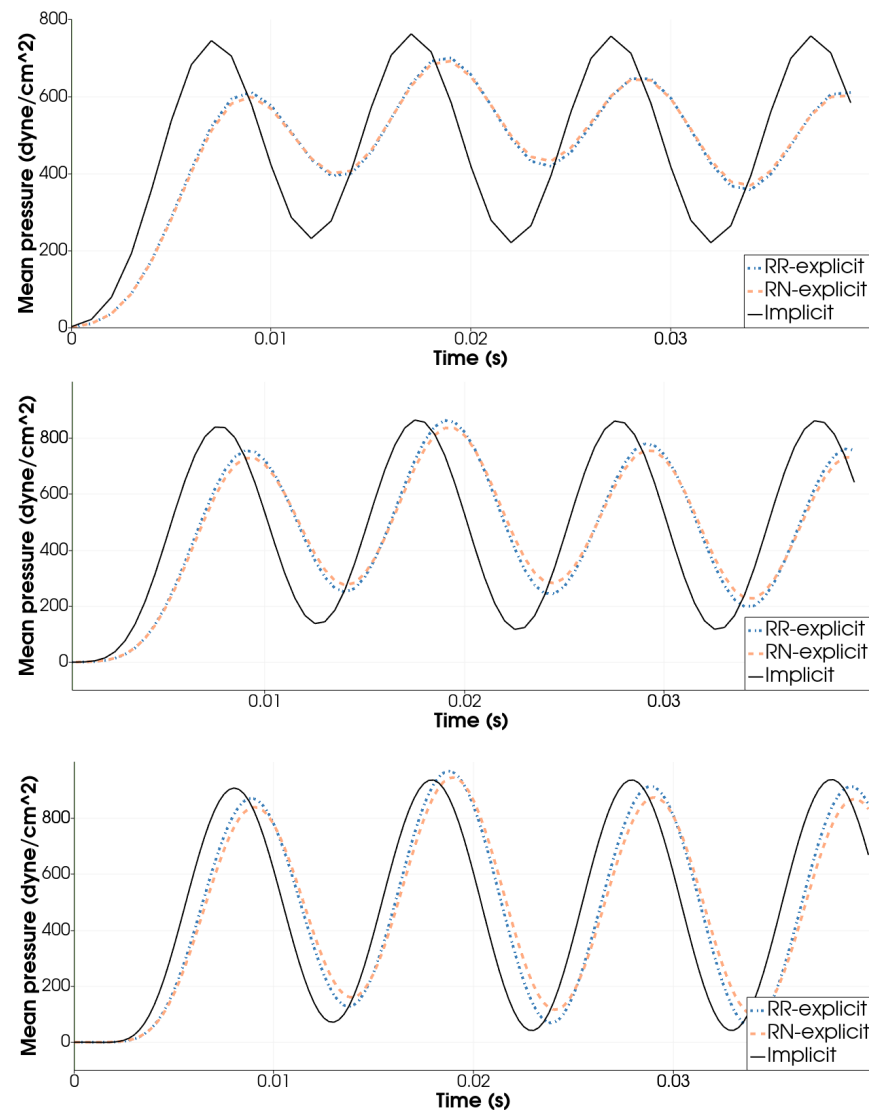 Mean pressure (dyne/cm^2)
800
600
400
200
0
0
0.01
0.02
0.03
Time (s)
RR-explicit
RN-explicit
Implicit
Mean pressure (dyne/cm^2)
800
600
400
200
0
0.01
0.02
0.03
Time (s)
RR-explicit
RN-explicit
Implicit
Mean pressure (dyne/cm^2)
800
600
400
200
0
0
0.01
0.02
0.03
Time (s)
RR-explicit
RN-explicit
Implicit